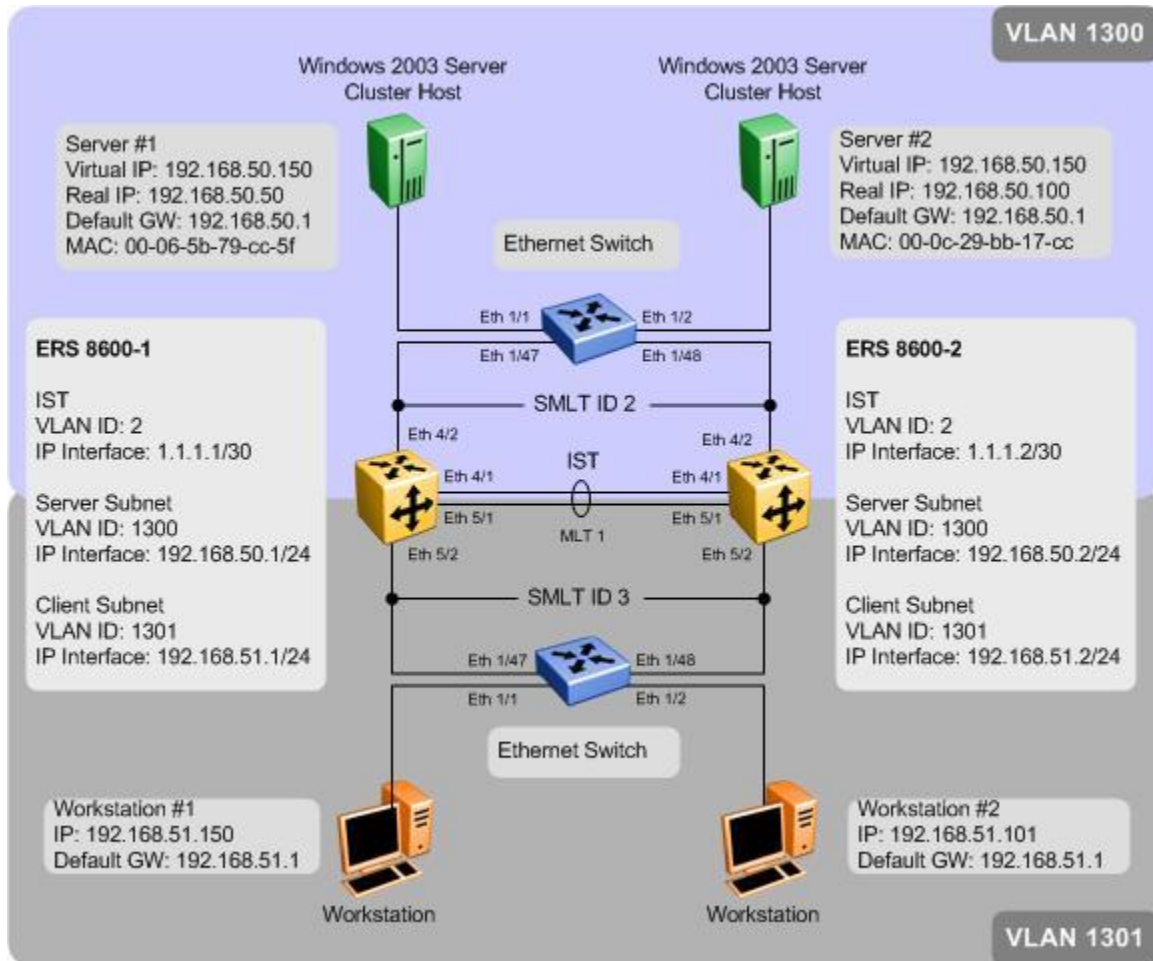 VLAN 1300
Windows 2003 Server
Cluster Host
Windows 2003 Server
Cluster Host
Server #1
Virtual IP: 192.168.50.150
Real IP: 192.168.50.50
Default GW: 192.168.50.1
MAC: 00-06-5b-79-cc-5f
Server #2
Virtual IP: 192.168.50.150
Real IP: 192.168.50.100
Default GW: 192.168.50.1
MAC: 00-0c-29-bb-17-cc
Ethernet Switch
Eth 1/1
Eth 1/2
Eth 1/47
Eth 1/48
SMLT ID 2
ERS 8600-1
IST
VLAN ID: 2
IP Interface: 1.1.1.1/30
Server Subnet
VLAN ID: 1300
IP Interface: 192.168.50.1/24
Client Subnet
VLAN ID: 1301
IP Interface: 192.168.51.1/24
Eth 4/2
Eth 4/2
IST
Eth 4/1
Eth 4/1
Eth 5/1
Eth 5/1
MLT 1
Eth 5/2
Eth 5/2
ERS 8600-2
IST
VLAN ID: 2
IP Interface: 1.1.1.2/30
Server Subnet
VLAN ID: 1300
IP Interface: 192.168.50.2/24
Client Subnet
VLAN ID: 1301
IP Interface: 192.168.51.2/24
SMLT ID 3
Eth 1/47
Eth 1/48
Eth 1/1
Eth 1/2
Ethernet Switch
Workstation #1
IP: 192.168.51.150
Default GW: 192.168.51.1
Workstation #2
IP: 192.168.51.101
Default GW: 192.168.51.1
Workstation
Workstation
VLAN 1301